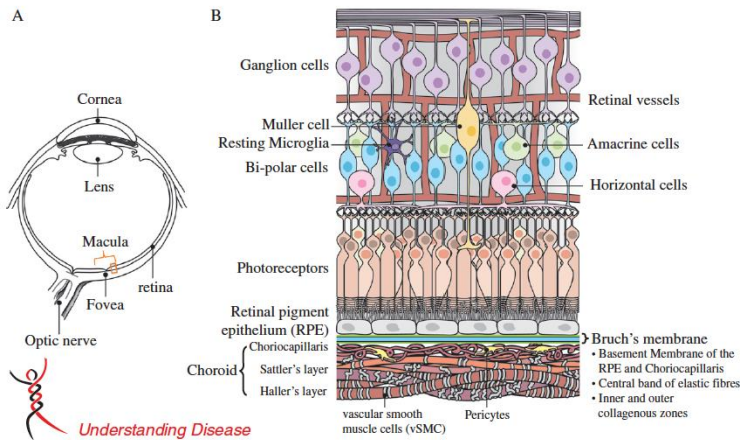 A
Cornea
Lens
Macula
Fovea
retina
Optic nerve
Understanding Disease
B
Ganglion cells
Muller cell
Resting Microglia
Bi-polar cells
Photoreceptors
Retinal pigment
epithelium (RPE)
Choriocapillaris
Choroid
Sattler's layer
Haller's layer
vascular smooth
muscle cells (vSMC)
Pericytes
Retinal vessels
Amacrine cells
Horizontal cells
Bruch's membrane
• Basement Membrane of the
RPE and Choriocapillaris
• Central band of elastic fibres
• Inner and outer
collagenous zones